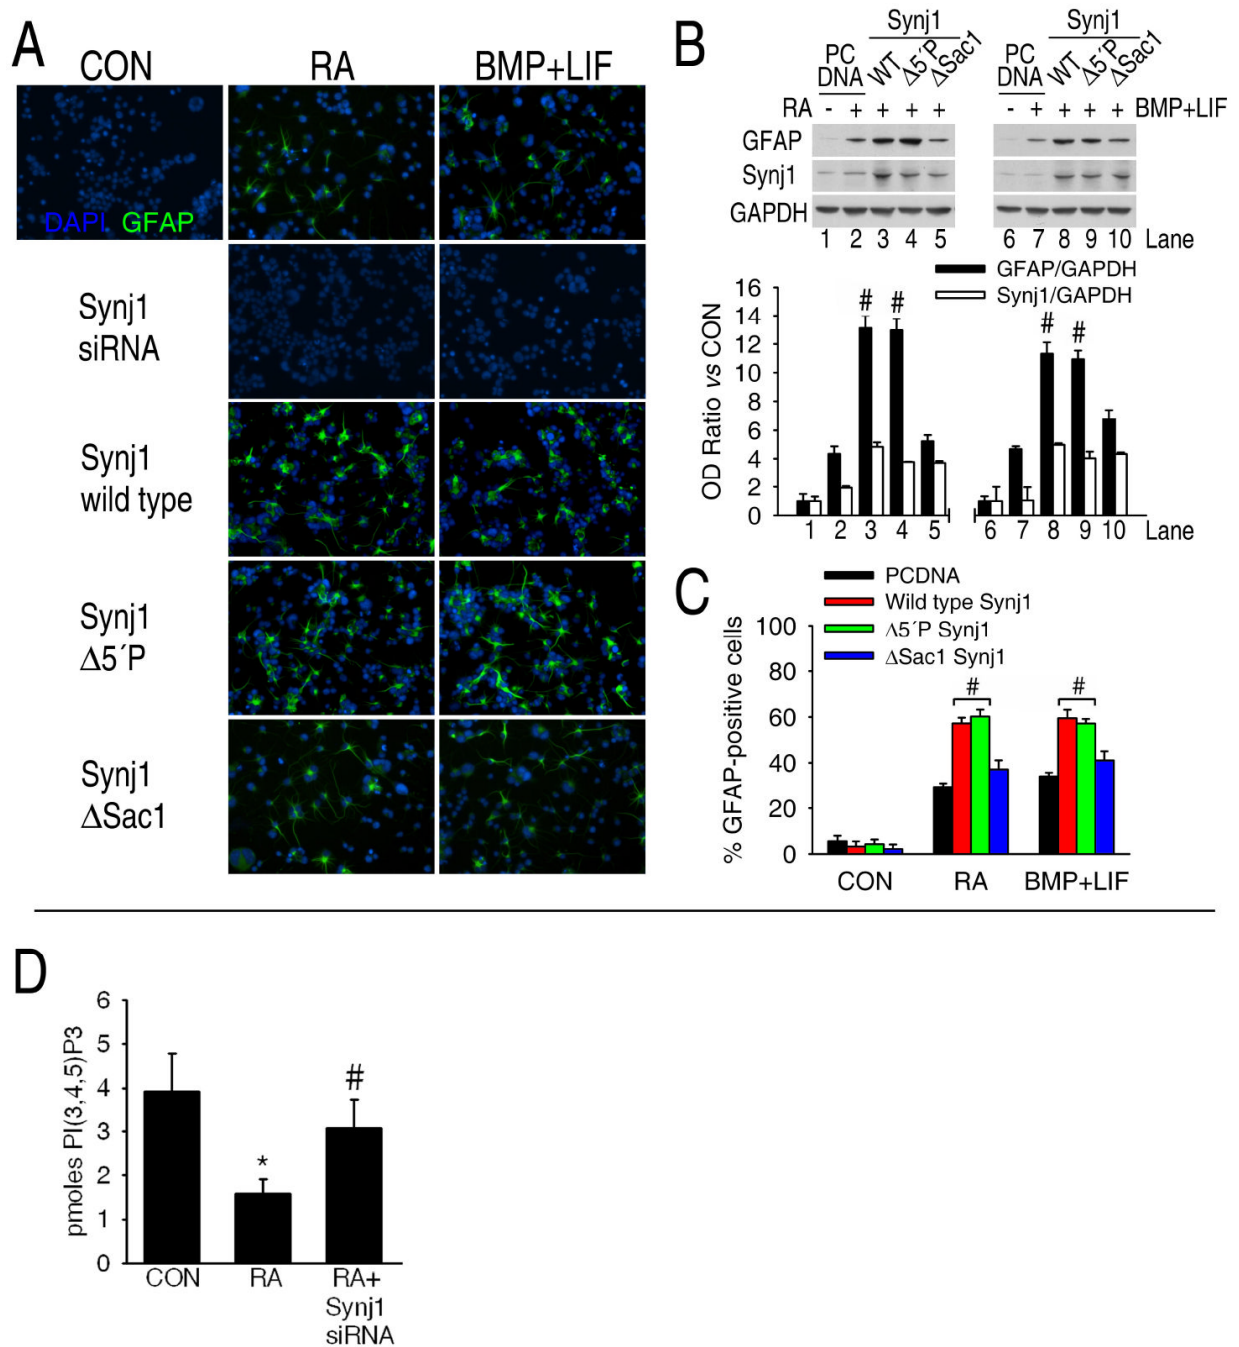 A
CON
RA
BMP+LIF
DAPI GFAP
Synj1
siRNA
Synj1
wild type
Synj1
Δ5´P
Synj1
ΔSac1
B
Synj1
Synj1
PC
DNA
WT
Δ5´P
ΔSac1
PC
DNA
WT
Δ5´P
ΔSac1
RA - + + + + - + + + + BMP+LIF
GFAP
Synj1
GAPDH
1 2 3 4 5 6 7 8 9 10 Lane
GFAP/GAPDH
Synj1/GAPDH
OD Ratio vs CON
16
14
12
10
8
6
4
2
0
# # # #
1 2 3 4 5 6 7 8 9 10 Lane
C
PCDNA
Wild type Synj1
Δ5´P Synj1
ΔSac1 Synj1
% GFAP-positive cells
100
80
60
40
20
0
# #
CON RA BMP+LIF
D
pmoles PI(3,4,5)P3
6
5
4
3
2
1
0
* #
CON RA RA+
Synj1
siRNA